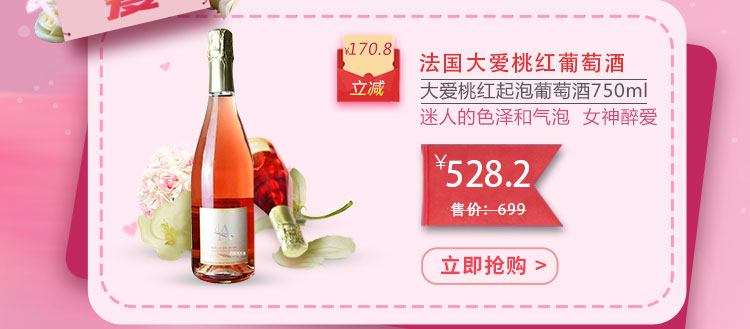 爱
¥170.8
立减
法国大爱桃红葡萄酒
大爱桃红起泡葡萄酒750ml
迷人的色泽和气泡 女神醉爱
¥528.2
售价：699
立即抢购 >